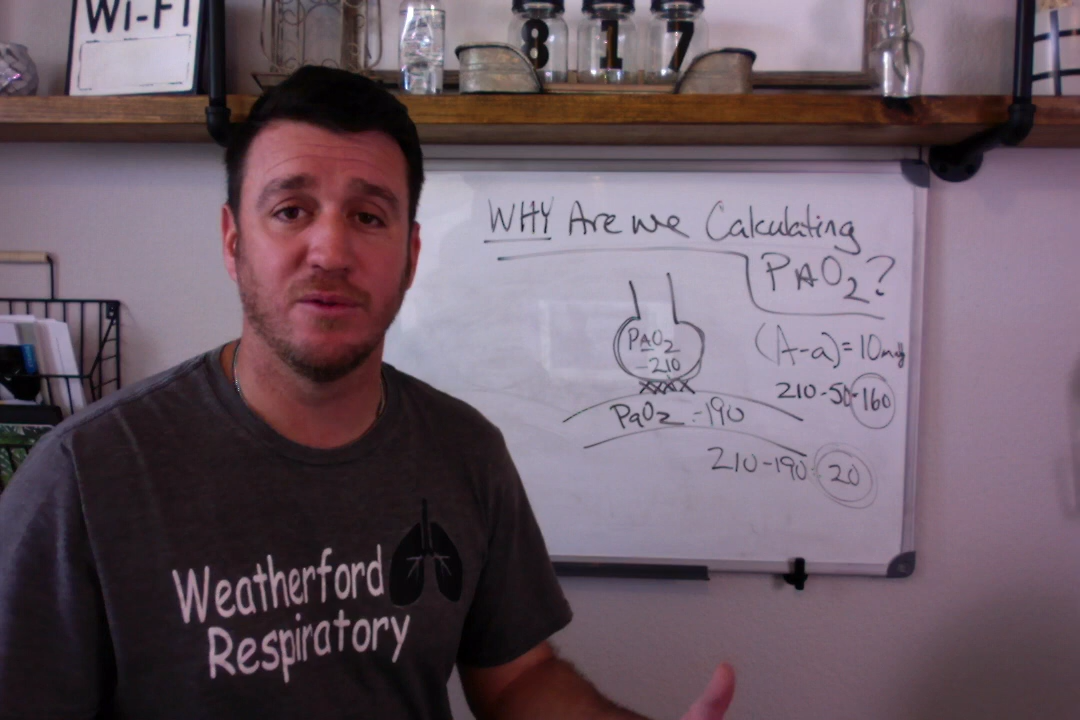 Wi-Fi
8 1 7
WHY Are we Calculating
PAO2?
PAO2
-210
(A-a)=10mmHg
210-50-160
PaO2 = 190
210-190 20
Weatherford
Respiratory